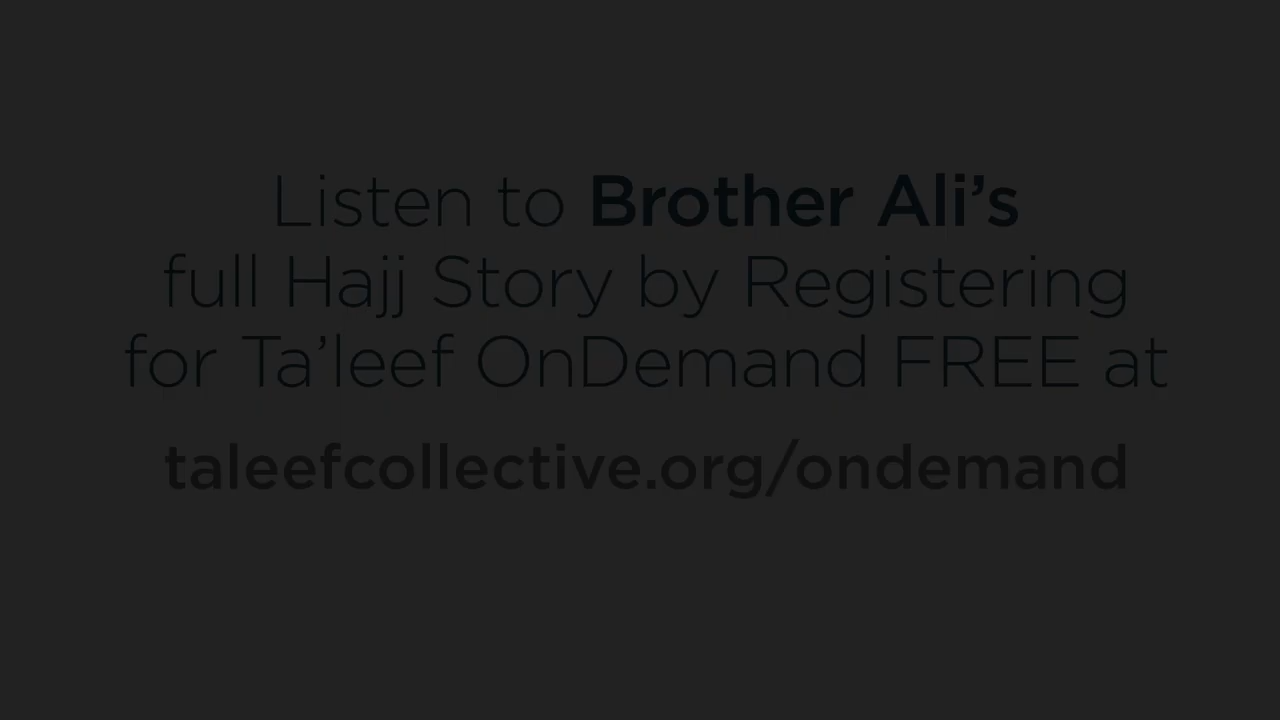 Listen to Brother Ali’s
full Hajj Story by Registering
for Ta’leef OnDemand FREE at
taleefcollective.org/ondemand